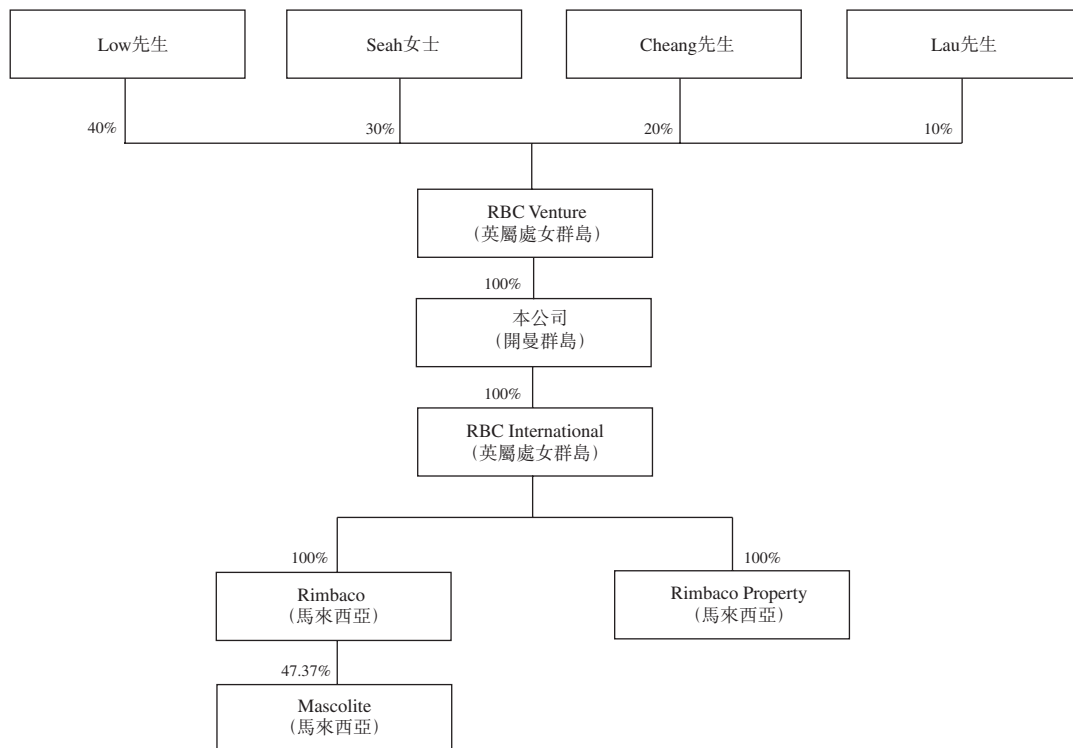 Low先生
Seah女士
Cheang先生
Lau先生
40%
30%
20%
10%
RBC Venture
(英屬處女群島)
100%
本公司
(開曼群島)
100%
RBC International
(英屬處女群島)
100%
100%
Rimbaco
(馬來西亞)
Rimbaco Property
(馬來西亞)
47.37%
Mascolite
(馬來西亞)